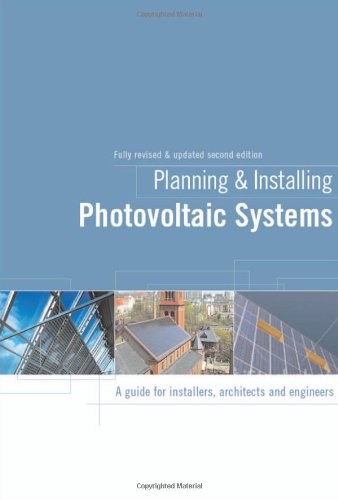 Copyrighted Material
Fully revised & updated second edition
Planning & Installing
Photovoltaic Systems
A guide for installers, architects and engineers
Copyrighted Material